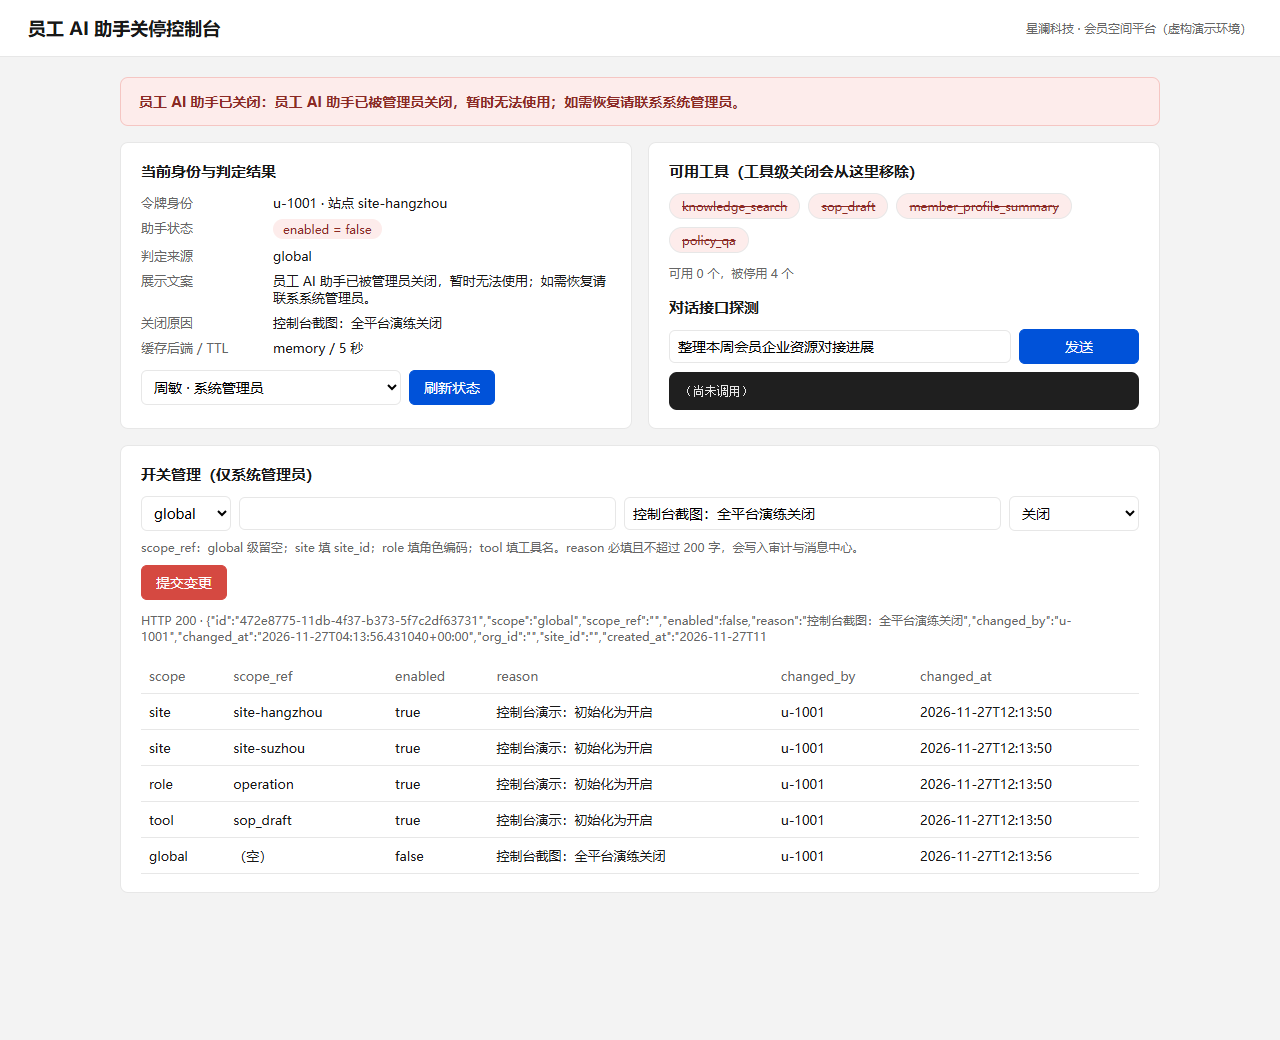 员工 AI 助手关停控制台
星澜科技 · 会员空间平台（虚构演示环境）
员工 AI 助手已关闭：员工 AI 助手已被管理员关闭，暂时无法使用；如需恢复请联系系统管理员。
当前身份与判定结果
令牌身份 u-1001 · 站点 site-hangzhou
助手状态 enabled = false
判定来源 global
展示文案 员工 AI 助手已被管理员关闭，暂时无法使用；如需恢复请
联系系统管理员。
关闭原因 控制台截图：全平台演练关闭
缓存后端 / TTL memory / 5 秒
周敏 · 系统管理员 刷新状态
可用工具（工具级关闭会从这里移除）
knowledge_search sop_draft member_profile_summary
policy_qa
可用 0 个，被停用 4 个
对话接口探测
整理本周会员企业资源对接进展 发送
（尚未调用）
开关管理（仅系统管理员）
global 控制台截图：全平台演练关闭 关闭
scope_ref：global 级留空；site 填 site_id；role 填角色编码；tool 填工具名。reason 必填且不超过 200 字，会写入审计与消息中心。
提交变更
HTTP 200 · {"id":"472e8775-11db-4f37-b373-5f7c2df63731","scope":"global","scope_ref":"","enabled":false,"reason":"控制台截图：全平台演练关闭","changed_by":"u-
1001","changed_at":"2026-11-27T04:13:56.431040+00:00","org_id":"","site_id":"","created_at":"2026-11-27T11
scope scope_ref enabled reason changed_by changed_at
site site-hangzhou true 控制台演示：初始化为开启 u-1001 2026-11-27T12:13:50
site site-suzhou true 控制台演示：初始化为开启 u-1001 2026-11-27T12:13:50
role operation true 控制台演示：初始化为开启 u-1001 2026-11-27T12:13:50
tool sop_draft true 控制台演示：初始化为开启 u-1001 2026-11-27T12:13:50
global （空） false 控制台截图：全平台演练关闭 u-1001 2026-11-27T12:13:56